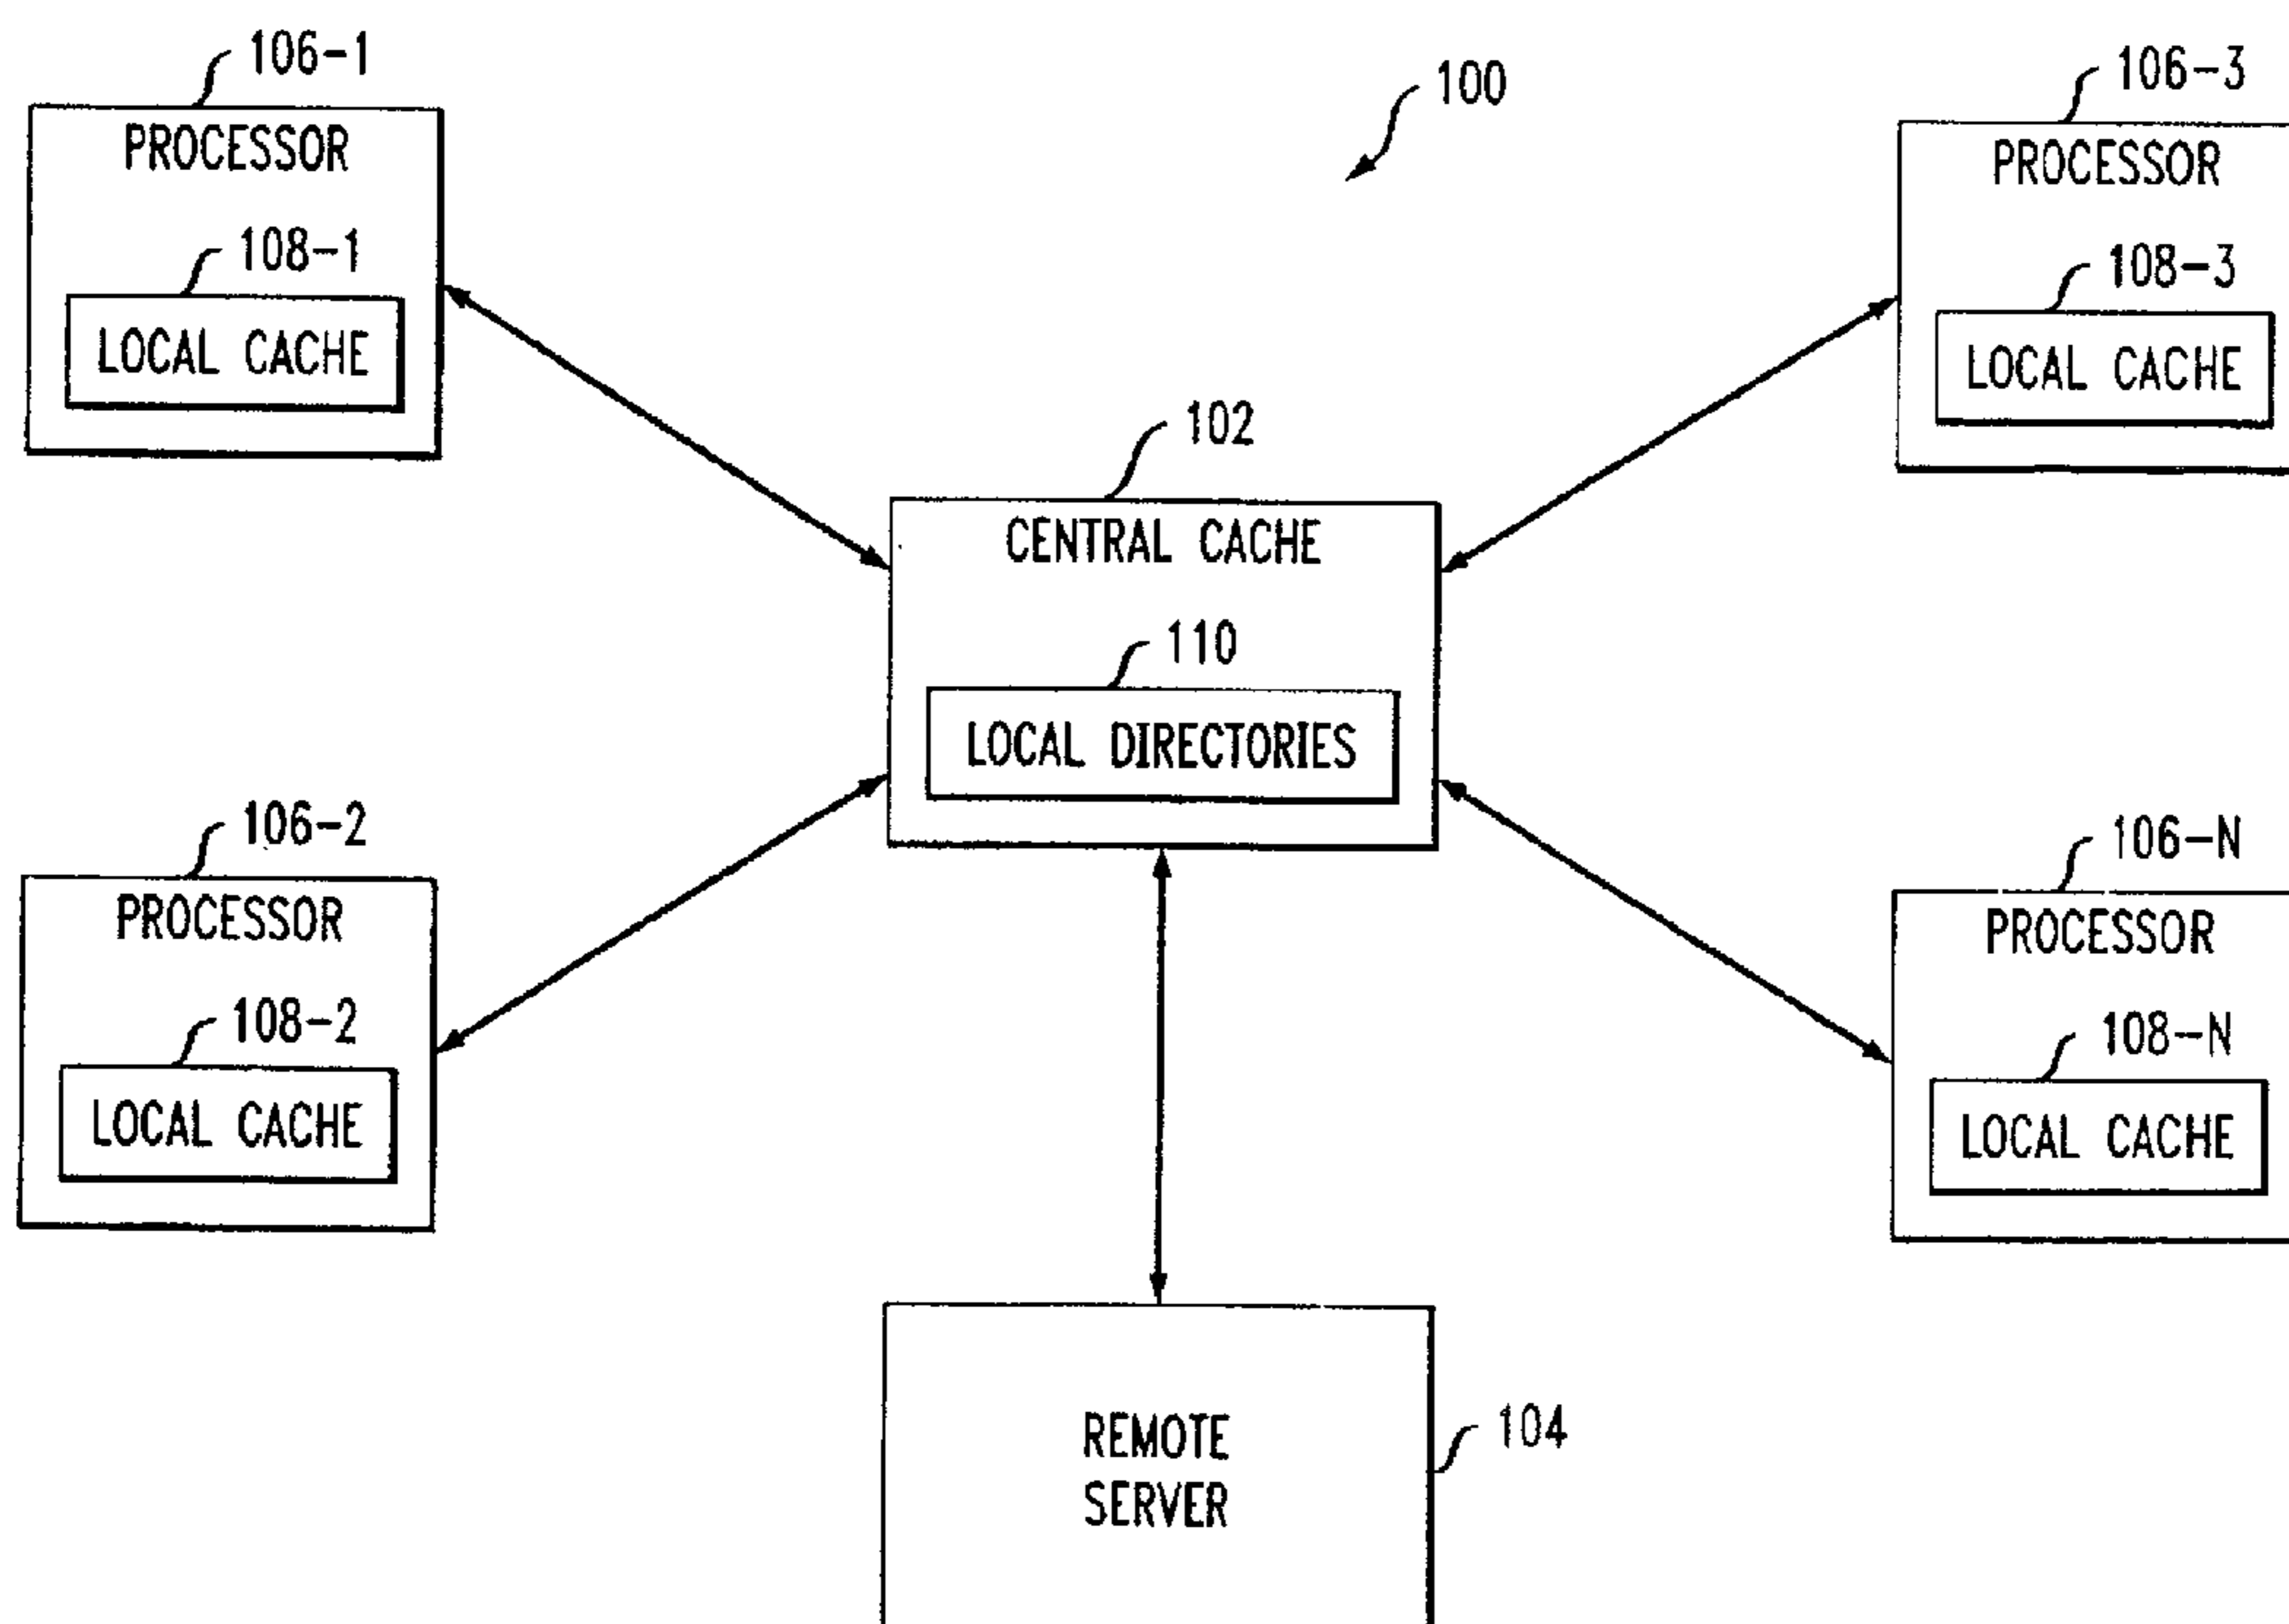 106-1
PROCESSOR
108-1
LOCAL CACHE
100
106-3
PROCESSOR
108-3
LOCAL CACHE
102
CENTRAL CACHE
110
LOCAL DIRECTORIES
106-2
PROCESSOR
108-2
LOCAL CACHE
106-N
PROCESSOR
108-N
LOCAL CACHE
REMOTE
SERVER
104